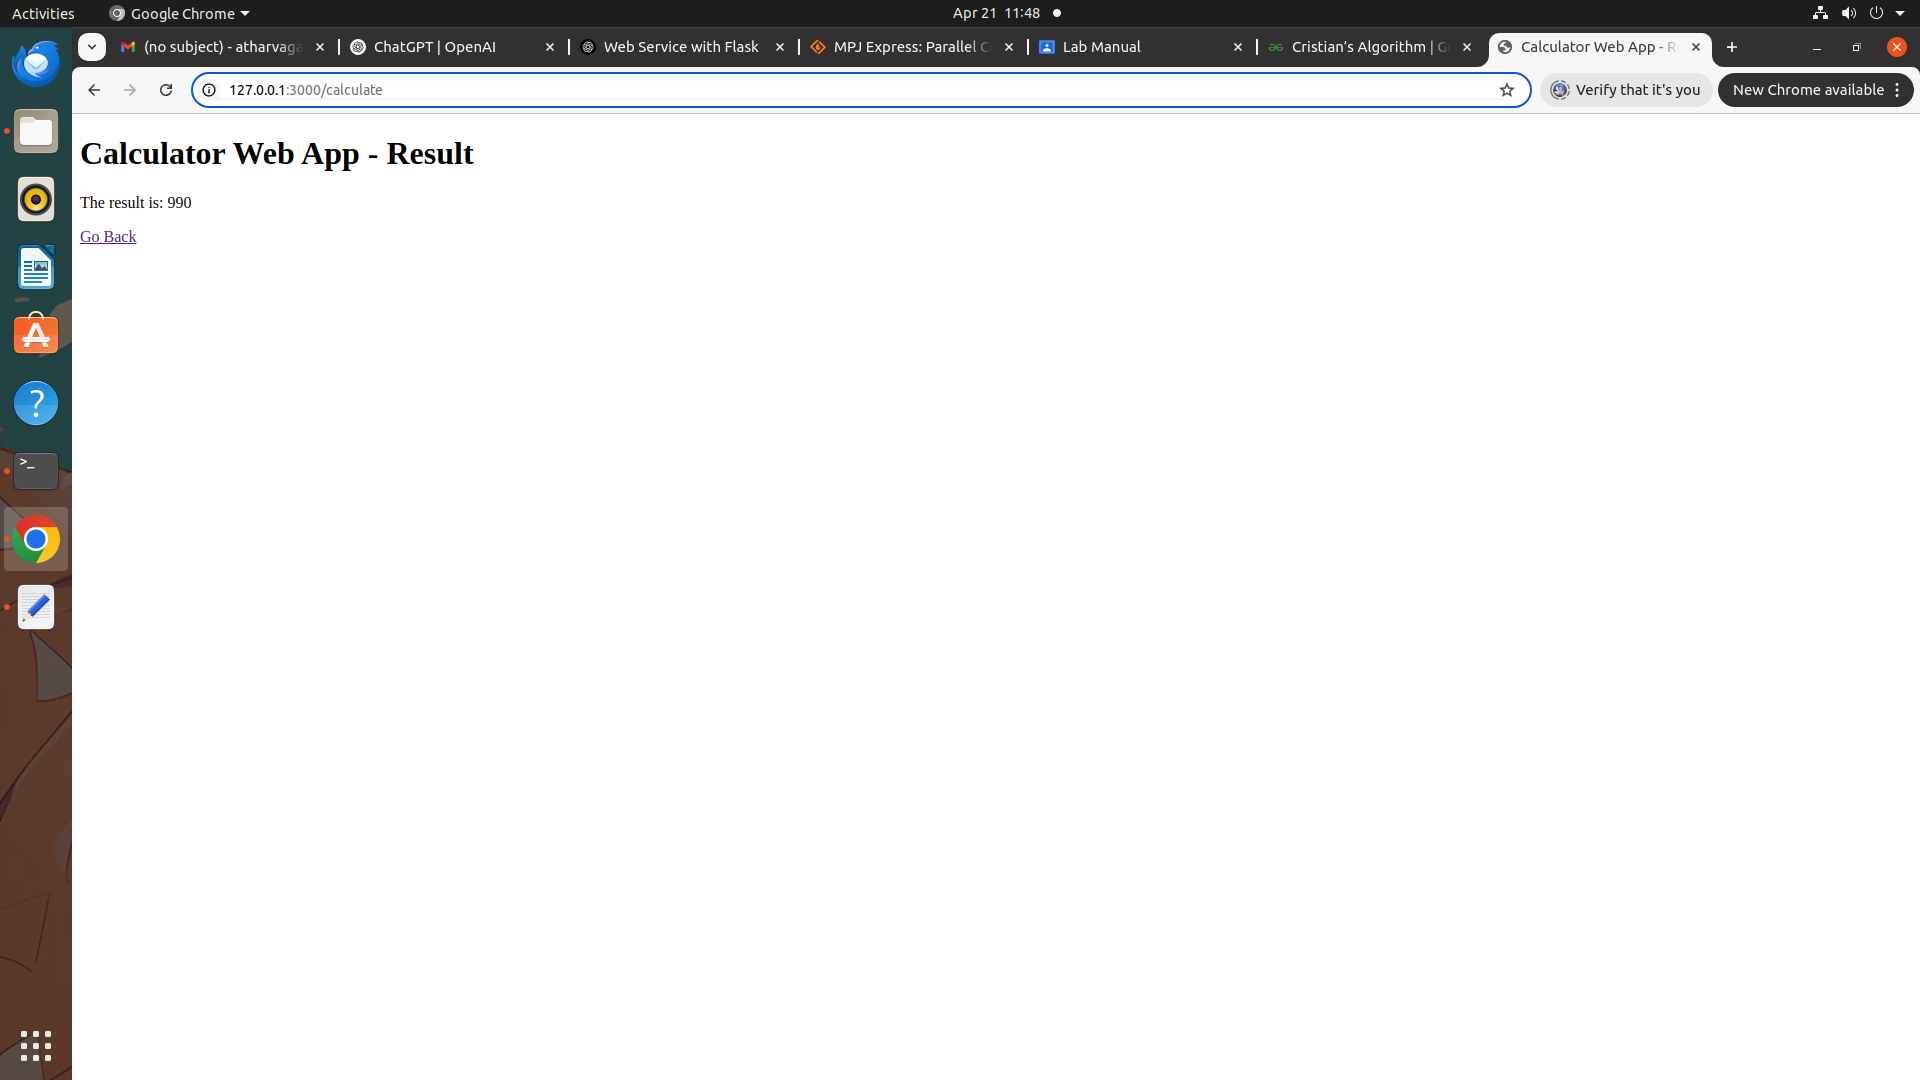 Activities
Google Chrome
Apr 21 11:48
(no subject) - atharvaga
ChatGPT | OpenAI
Web Service with Flask
MPJ Express: Parallel C
Lab Manual
Cristian’s Algorithm | G
Calculator Web App - R
127.0.0.1:3000/calculate
Verify that it's you
New Chrome available
Calculator Web App - Result
The result is: 990
Go Back